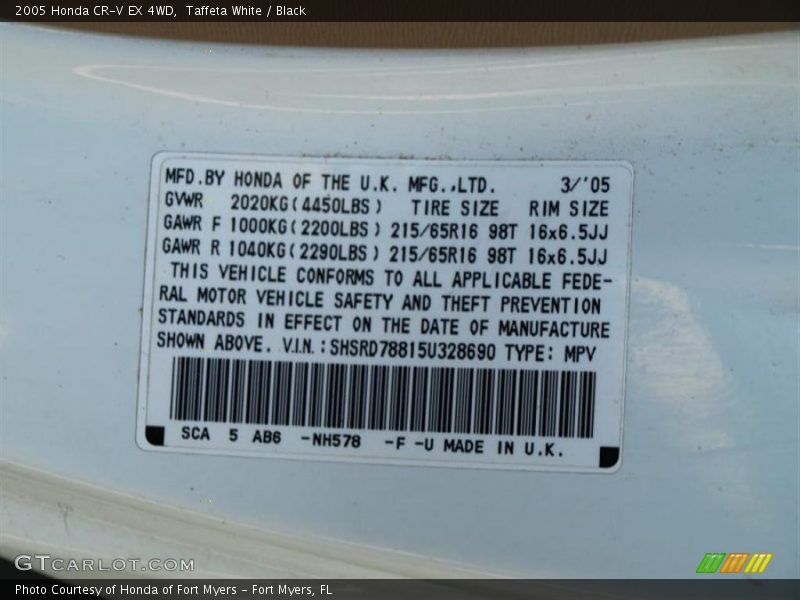 2005 Honda CR-V EX 4WD, Taffeta White / Black
MFD.BY HONDA OF THE U.K. MFG.,LTD. 3/'05
GVWR 2020KG(4450LBS) TIRE SIZE RIM SIZE
GAWR F 1000KG(2200LBS) 215/65R16 98T 16x6.5JJ
GAWR R 1040KG(2290LBS) 215/65R16 98T 16x6.5JJ
THIS VEHICLE CONFORMS TO ALL APPLICABLE FEDE-
RAL MOTOR VEHICLE SAFETY AND THEFT PREVENTION
STANDARDS IN EFFECT ON THE DATE OF MANUFACTURE
SHOWN ABOVE. V.I.N.:SHSRD78815U328690 TYPE: MPV
SCA 5 AB6 -NH578 -F -U MADE IN U.K.
GTCARLOT.COM
Photo Courtesy of Honda of Fort Myers - Fort Myers, FL